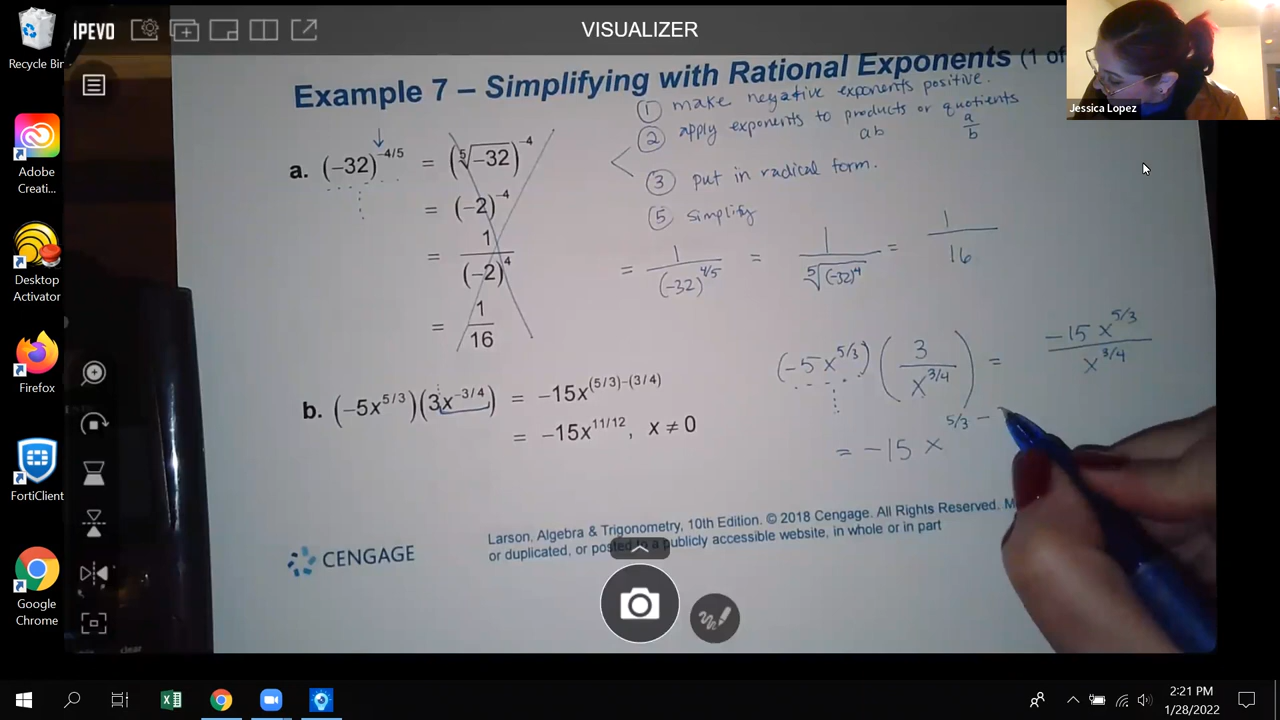 VISUALIZER
IPEVO
Recycle Bin
Jessica Lopez
Example 7 – Simplifying with Rational Exponents (1 of
① make negative exponents positive.
② apply exponents to products or quotients
ab
a/b
③ put in radical form.
⑤ simplify
a. (−32)^−4/5 = (⁵√−32)^−4
= (−2)^−4
= 1/(−2)^4
= 1/16
= 1/(−32)^4/5 = 1/⁵√(−32)^4 = 1/16
b. (−5x^5/3)(3x^−3/4) = −15x^(5/3)−(3/4)
= −15x^11/12, x ≠ 0
(−5x^5/3)(3/x^3/4) = −15x^5/3/x^3/4
= −15x^5/3 −
CENGAGE
Larson, Algebra & Trigonometry, 10th Edition. © 2018 Cengage. All Rights Reserved. M
or duplicated, or posted to a publicly accessible website, in whole or in part
Adobe
Creati...
Desktop
Activator
Firefox
FortiClient
Google
Chrome
clear
2:21 PM
1/28/2022